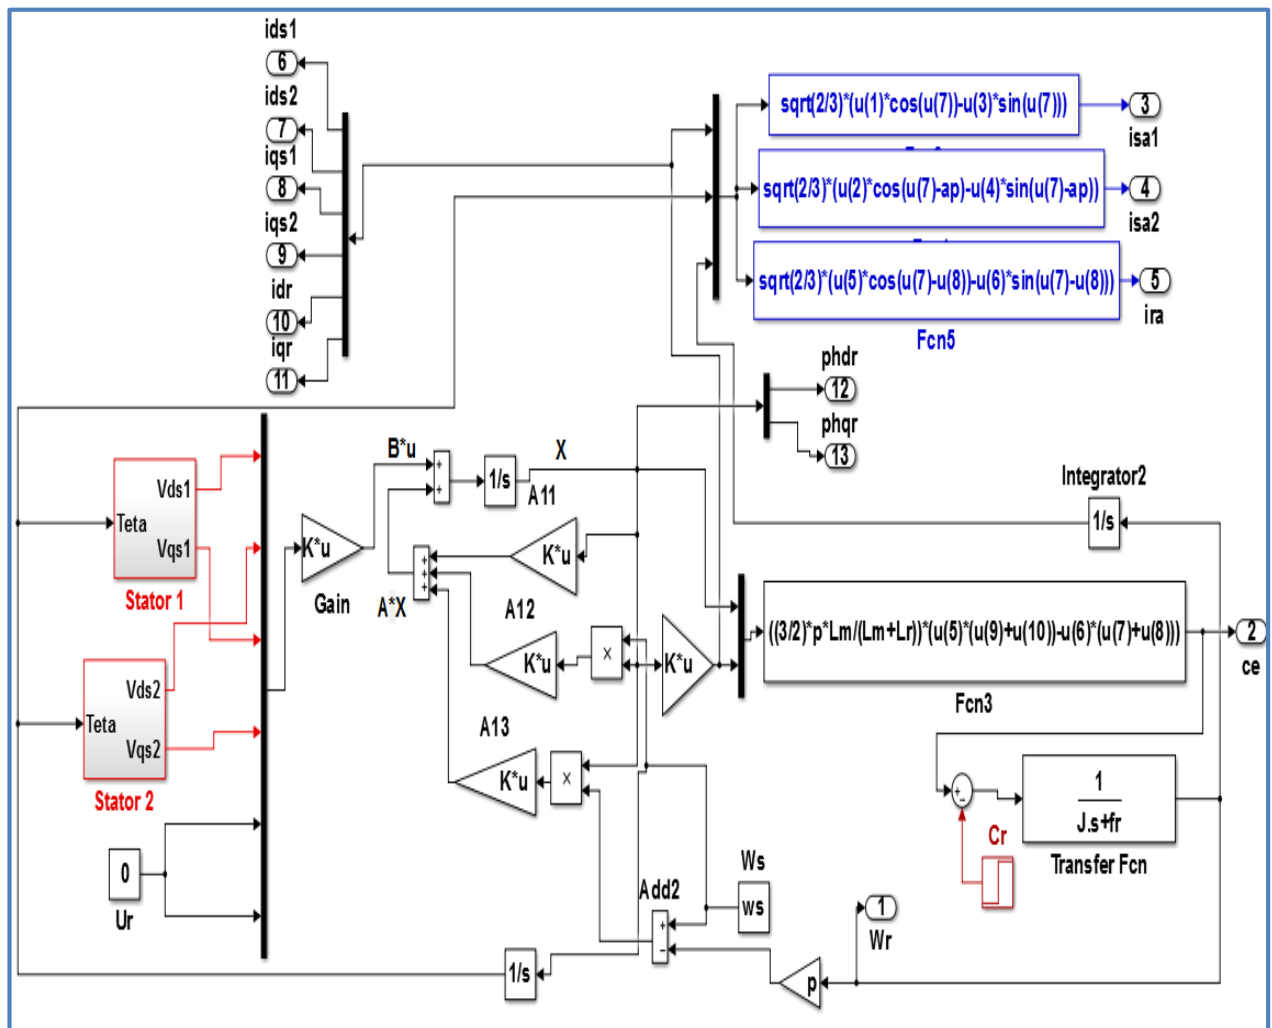 ids1
6
ids2
7
iqs1
8
iqs2
9
idr
10
iqr
11
sqrt(2/3)*(u(1)*cos(u(7))-u(3)*sin(u(7)))
3
isa1
sqrt(2/3)*(u(2)*cos(u(7)-ap)-u(4)*sin(u(7)-ap))
4
isa2
sqrt(2/3)*(u(5)*cos(u(7)-u(8))-u(6)*sin(u(7)-u(8)))
5
ira
Fcn5
phdr
12
phqr
13
B*u
+
+
1/s
X
A11
Integrator2
1/s
Vds1
Teta
Vqs1
Stator 1
K*u
Gain
+
+
+
A*X
K*u
A12
K*u
×
K*u
((3/2)*p*Lm/(Lm+Lr))*(u(5)*(u(9)+u(10))-u(6)*(u(7)+u(8)))
2
ce
Fcn3
Vds2
Teta
Vqs2
Stator 2
A13
K*u
×
+
−
1
J.s+fr
Transfer Fcn
Cr
0
Ur
Ws
ws
Add2
+
−
1
Wr
1/s
p